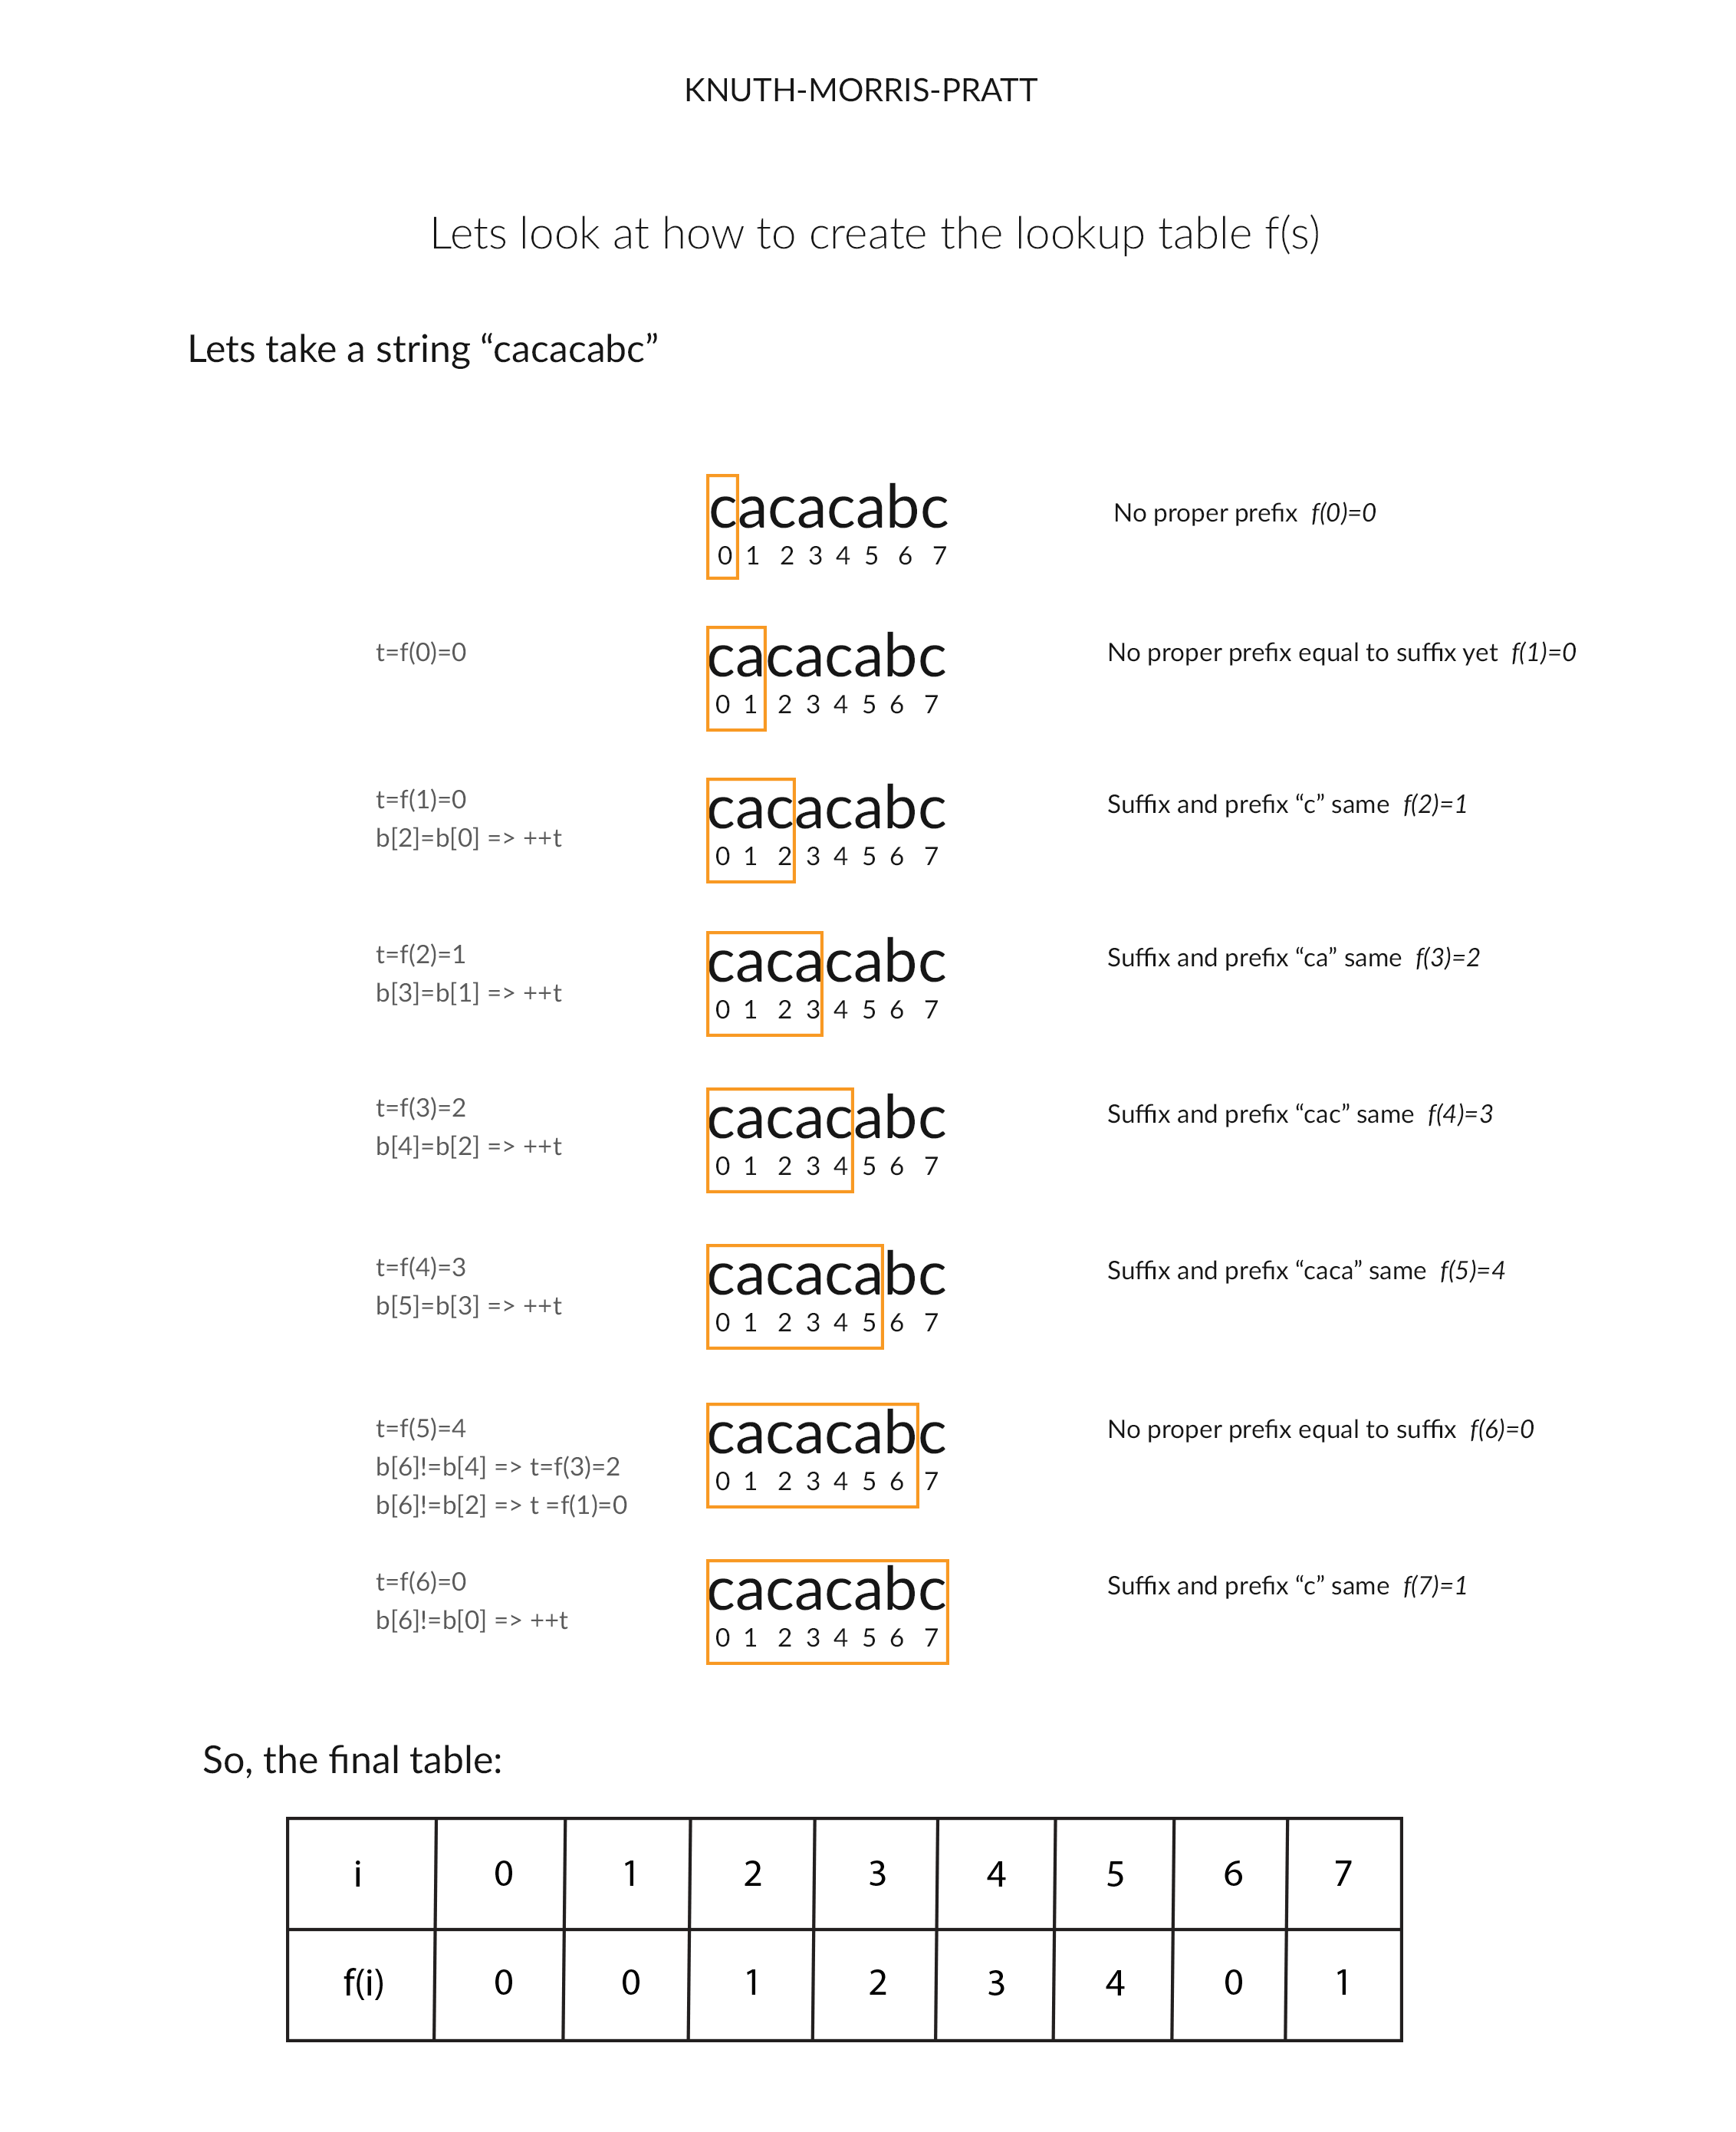 KNUTH-MORRIS-PRATT
Lets look at how to create the lookup table f(s)
Lets take a string “cacacabc”
cacacabc
0 1 2 3 4 5 6 7
No proper prefix f(0)=0
t=f(0)=0
cacacabc
0 1 2 3 4 5 6 7
No proper prefix equal to suffix yet f(1)=0
t=f(1)=0
b[2]=b[0] => ++t
cacacabc
0 1 2 3 4 5 6 7
Suffix and prefix “c” same f(2)=1
t=f(2)=1
b[3]=b[1] => ++t
cacacabc
0 1 2 3 4 5 6 7
Suffix and prefix “ca” same f(3)=2
t=f(3)=2
b[4]=b[2] => ++t
cacacabc
0 1 2 3 4 5 6 7
Suffix and prefix “cac” same f(4)=3
t=f(4)=3
b[5]=b[3] => ++t
cacacabc
0 1 2 3 4 5 6 7
Suffix and prefix “caca” same f(5)=4
t=f(5)=4
b[6]!=b[4] => t=f(3)=2
b[6]!=b[2] => t =f(1)=0
cacacabc
0 1 2 3 4 5 6 7
No proper prefix equal to suffix f(6)=0
t=f(6)=0
b[6]!=b[0] => ++t
cacacabc
0 1 2 3 4 5 6 7
Suffix and prefix “c” same f(7)=1
So, the final table:
i 0 1 2 3 4 5 6 7
f(i) 0 0 1 2 3 4 0 1